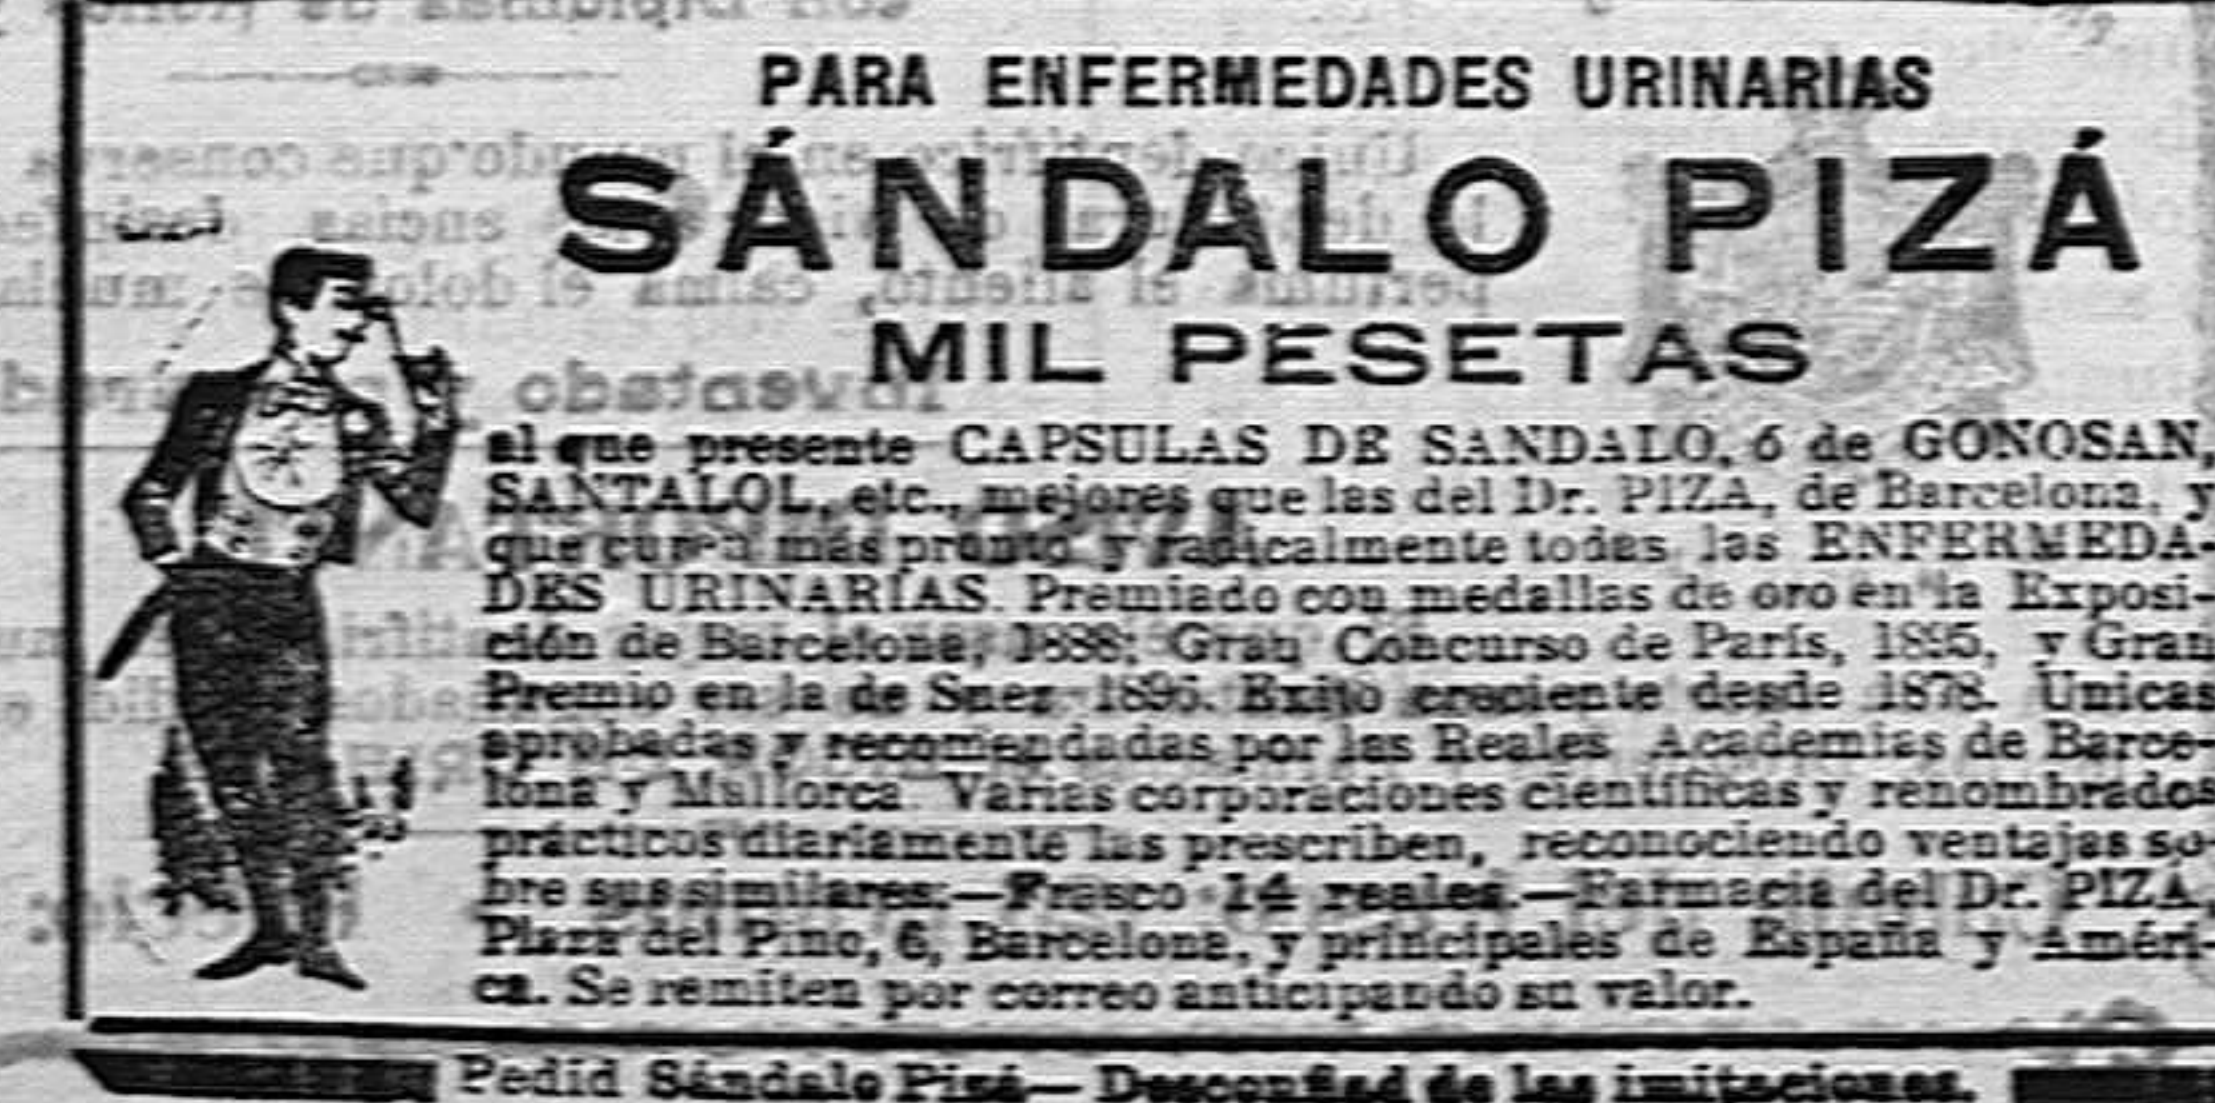 PARA ENFERMEDADES URINARIAS
SÁNDALO PIZÁ
MIL PESETAS
al que presente CAPSULAS DE SANDALO, ó de GONOSAN,
SANTALOL, etc., mejores que las del Dr. PIZA, de Barcelona, y
que curen más pronto y radicalmente todas las ENFERMEDA-
DES URINARIAS. Premiado con medallas de oro en la Exposi-
ción de Barcelona, 1888; Gran Concurso de París, 1895, y Gran
Premio en la de Suez 1896. Exito creciente desde 1878. Unicas
aprobadas y recomendadas por las Reales Academias de Barce-
lona y Mallorca. Varias corporaciones científicas y renombrados
prácticos diariamente las prescriben, reconociendo ventajas so-
bre sus similares.—Frasco 14 reales.—Farmacia del Dr. PIZA,
Plaza del Pino, 6, Barcelona, y principales de España y Améri-
ca. Se remiten por correo anticipando su valor.
Pedid Sándalo Pizá— Desconfiad de las imitaciones.